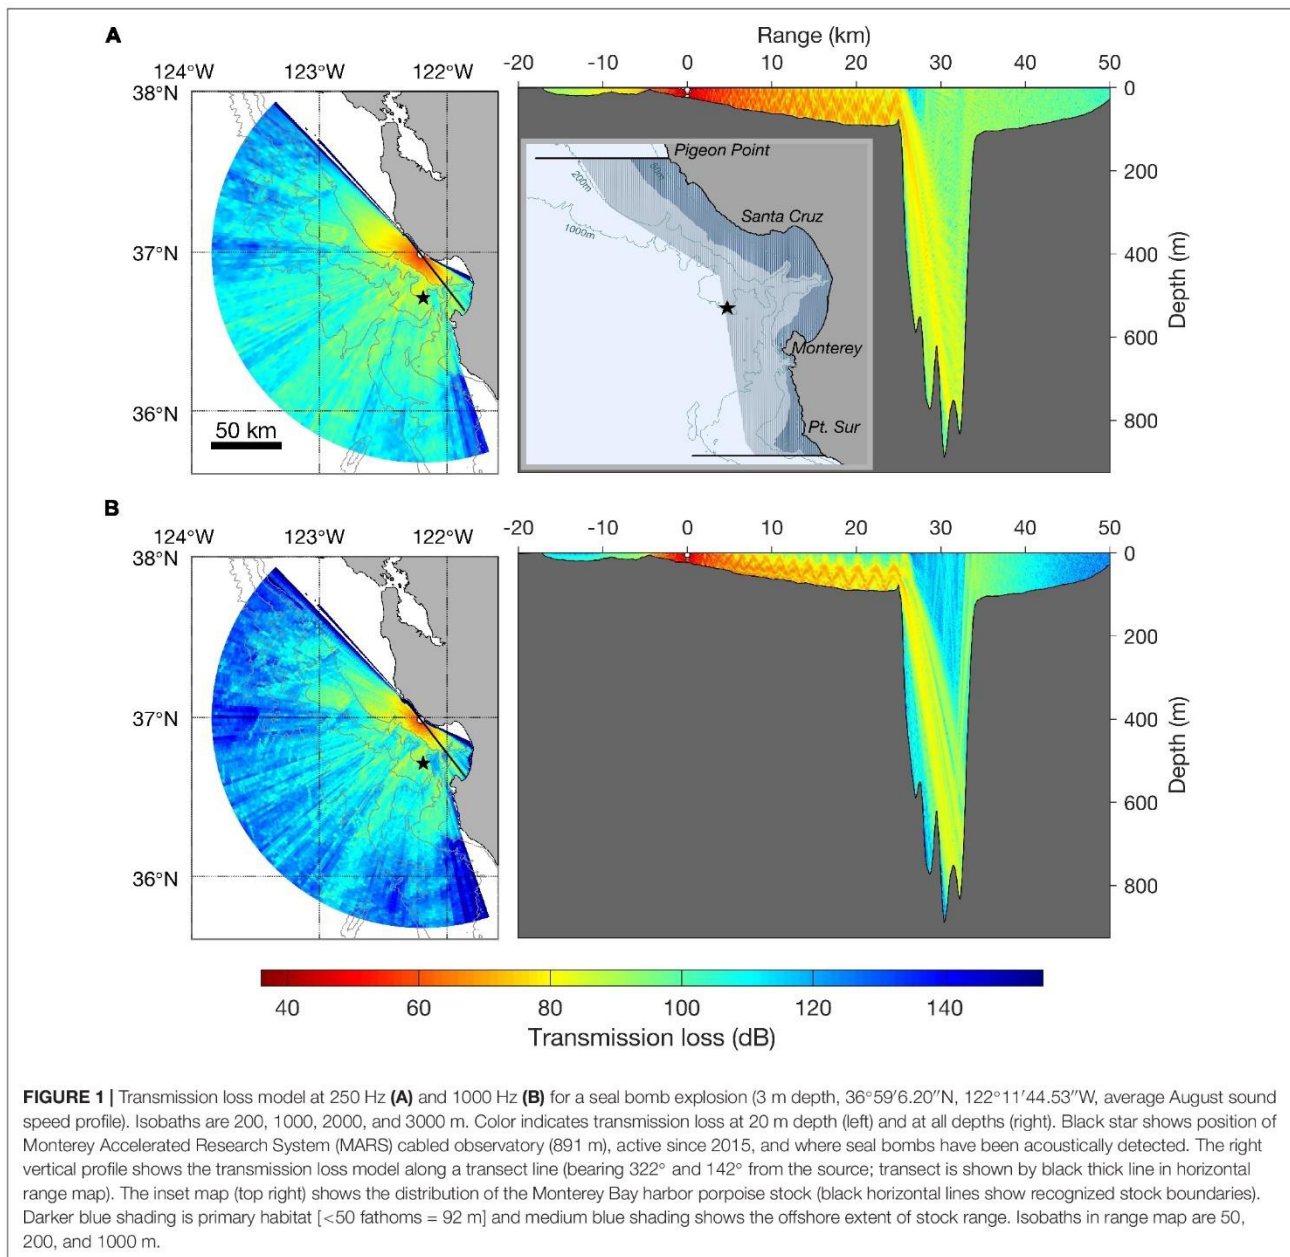 A
Range (km)
124°W 123°W 122°W
-20 -10 0 10 20 30 40 50
38°N
37°N
36°N
50 km
0
200
400
600
800
Depth (m)
Pigeon Point
50m
200m
Santa Cruz
1000m
Monterey
Pt. Sur
B
124°W 123°W 122°W
-20 -10 0 10 20 30 40 50
38°N
37°N
36°N
0
200
400
600
800
Depth (m)
40 60 80 100 120 140
Transmission loss (dB)
FIGURE 1 | Transmission loss model at 250 Hz (A) and 1000 Hz (B) for a seal bomb explosion (3 m depth, 36°59′6.20″N, 122°11′44.53″W, average August sound
speed profile). Isobaths are 200, 1000, 2000, and 3000 m. Color indicates transmission loss at 20 m depth (left) and at all depths (right). Black star shows position of
Monterey Accelerated Research System (MARS) cabled observatory (891 m), active since 2015, and where seal bombs have been acoustically detected. The right
vertical profile shows the transmission loss model along a transect line (bearing 322° and 142° from the source; transect is shown by black thick line in horizontal
range map). The inset map (top right) shows the distribution of the Monterey Bay harbor porpoise stock (black horizontal lines show recognized stock boundaries).
Darker blue shading is primary habitat [<50 fathoms = 92 m] and medium blue shading shows the offshore extent of stock range. Isobaths in range map are 50,
200, and 1000 m.